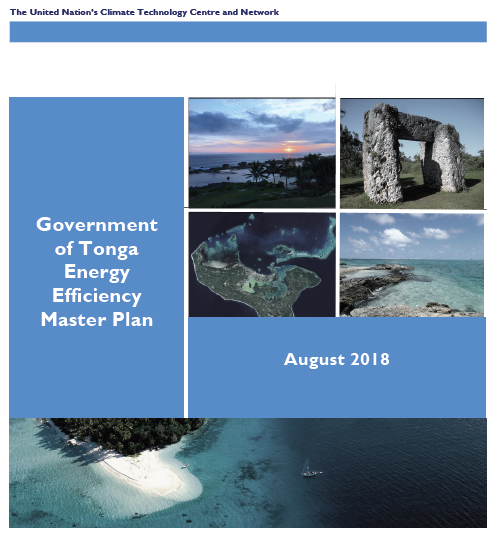 The United Nation's Climate Technology Centre and Network
Government
of Tonga
Energy
Efficiency
Master Plan
August 2018